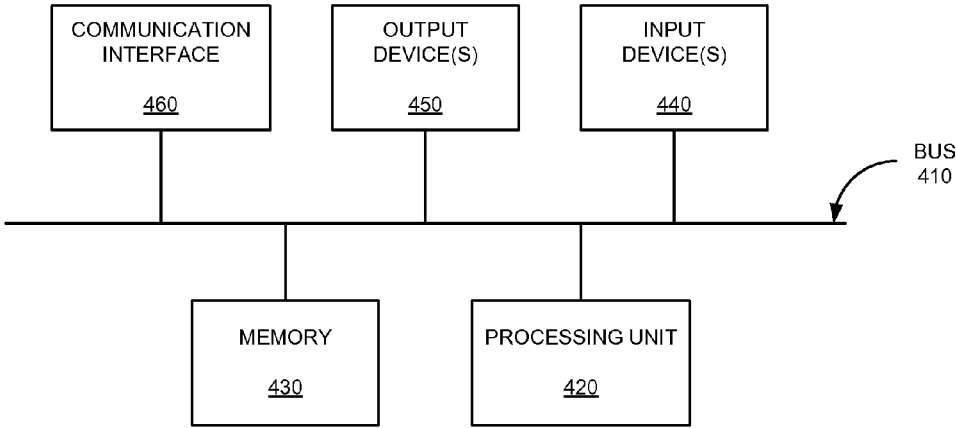 COMMUNICATION
INTERFACE
460
OUTPUT
DEVICE(S)
450
INPUT
DEVICE(S)
440
BUS
410
MEMORY
430
PROCESSING UNIT
420